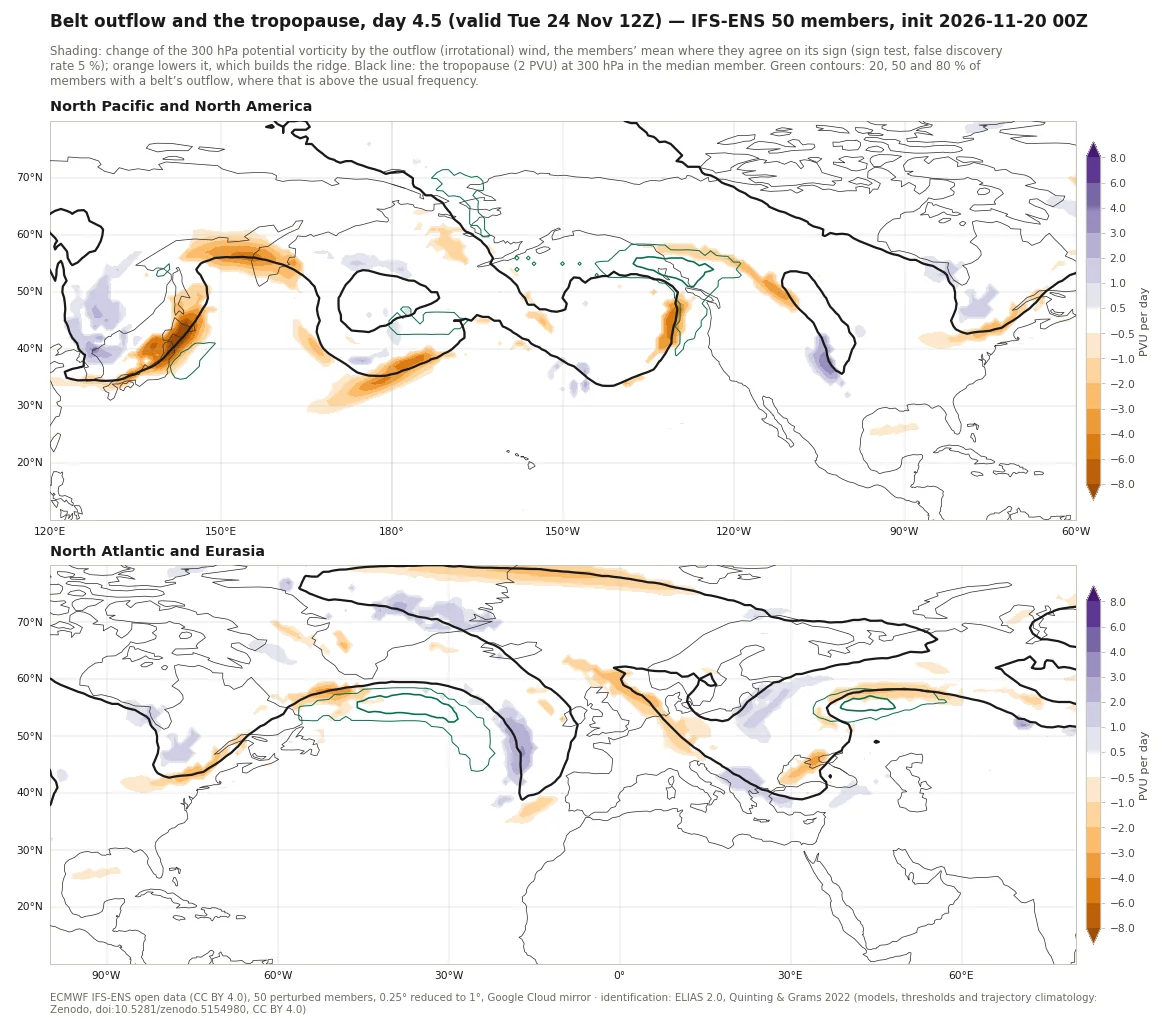 Belt outflow and the tropopause, day 4.5 (valid Tue 24 Nov 12Z) — IFS-ENS 50 members, init 2026-11-20 00Z
Shading: change of the 300 hPa potential vorticity by the outflow (irrotational) wind, the members’ mean where they agree on its sign (sign test, false discovery
rate 5 %); orange lowers it, which builds the ridge. Black line: the tropopause (2 PVU) at 300 hPa in the median member. Green contours: 20, 50 and 80 % of
members with a belt’s outflow, where that is above the usual frequency.
North Pacific and North America
70°N
60°N
50°N
40°N
30°N
20°N
120°E
150°E
180°
150°W
120°W
90°W
60°W
8.0
6.0
4.0
3.0
2.0
1.0
0.5
−0.5
−1.0
−2.0
−3.0
−4.0
−6.0
−8.0
PVU per day
North Atlantic and Eurasia
70°N
60°N
50°N
40°N
30°N
20°N
90°W
60°W
30°W
0°
30°E
60°E
8.0
6.0
4.0
3.0
2.0
1.0
0.5
−0.5
−1.0
−2.0
−3.0
−4.0
−6.0
−8.0
PVU per day
ECMWF IFS-ENS open data (CC BY 4.0), 50 perturbed members, 0.25° reduced to 1°, Google Cloud mirror · identification: ELIAS 2.0, Quinting & Grams 2022 (models, thresholds and trajectory climatology:
Zenodo, doi:10.5281/zenodo.5154980, CC BY 4.0)